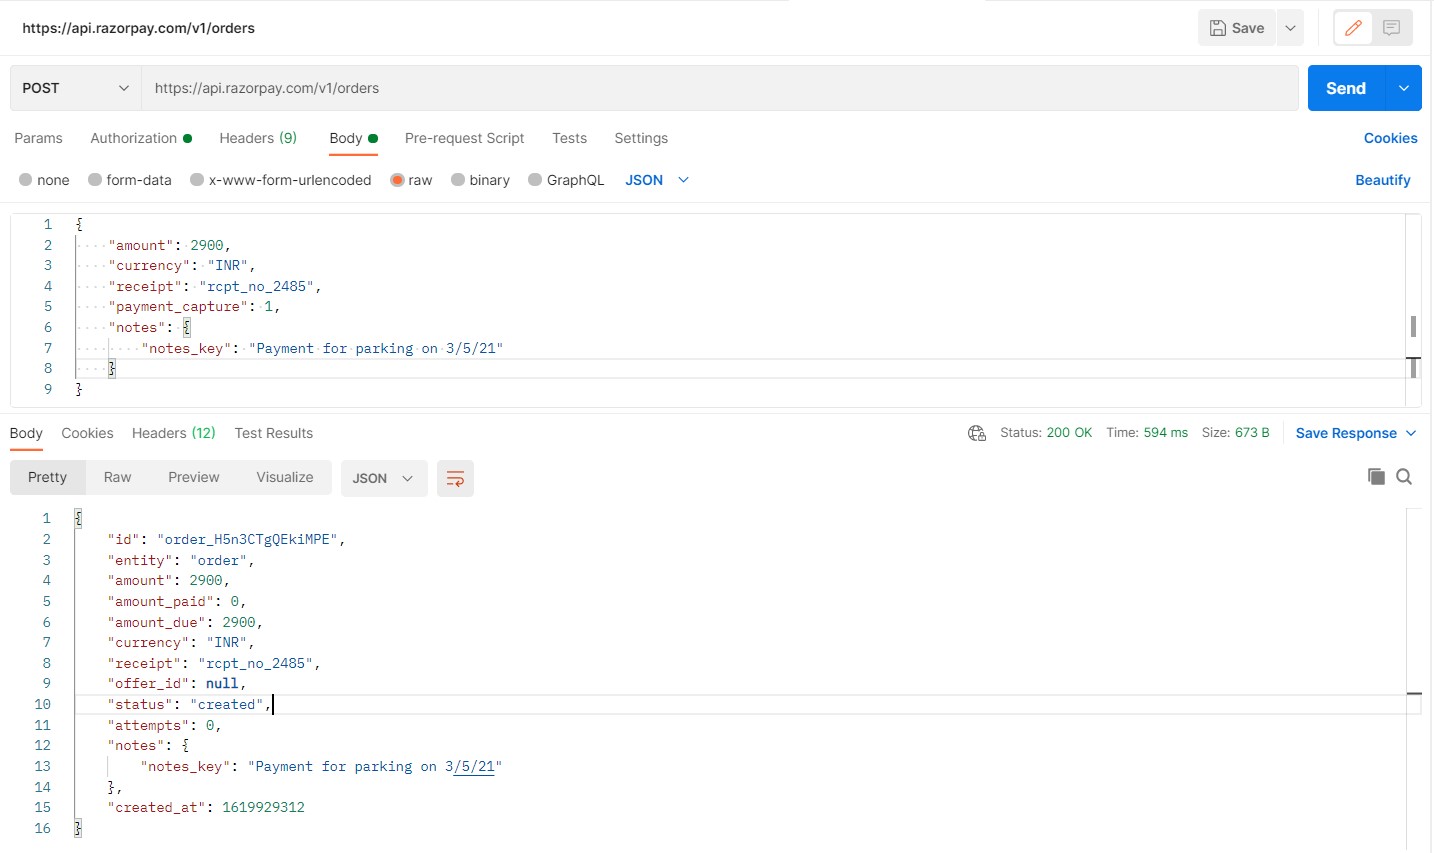 https://api.razorpay.com/v1/orders Save
POST https://api.razorpay.com/v1/orders Send
Params Authorization Headers (9) Body Pre-request Script Tests Settings Cookies
none form-data x-www-form-urlencoded raw binary GraphQL JSON Beautify
1 {
2 "amount": 2900,
3 "currency": "INR",
4 "receipt": "rcpt_no_2485",
5 "payment_capture": 1,
6 "notes": {
7 "notes_key": "Payment for parking on 3/5/21"
8 }
9 }
Body Cookies Headers (12) Test Results Status: 200 OK Time: 594 ms Size: 673 B Save Response
Pretty Raw Preview Visualize JSON
1 {
2 "id": "order_H5n3CTgQEkiMPE",
3 "entity": "order",
4 "amount": 2900,
5 "amount_paid": 0,
6 "amount_due": 2900,
7 "currency": "INR",
8 "receipt": "rcpt_no_2485",
9 "offer_id": null,
10 "status": "created",
11 "attempts": 0,
12 "notes": {
13 "notes_key": "Payment for parking on 3/5/21"
14 },
15 "created_at": 1619929312
16 }